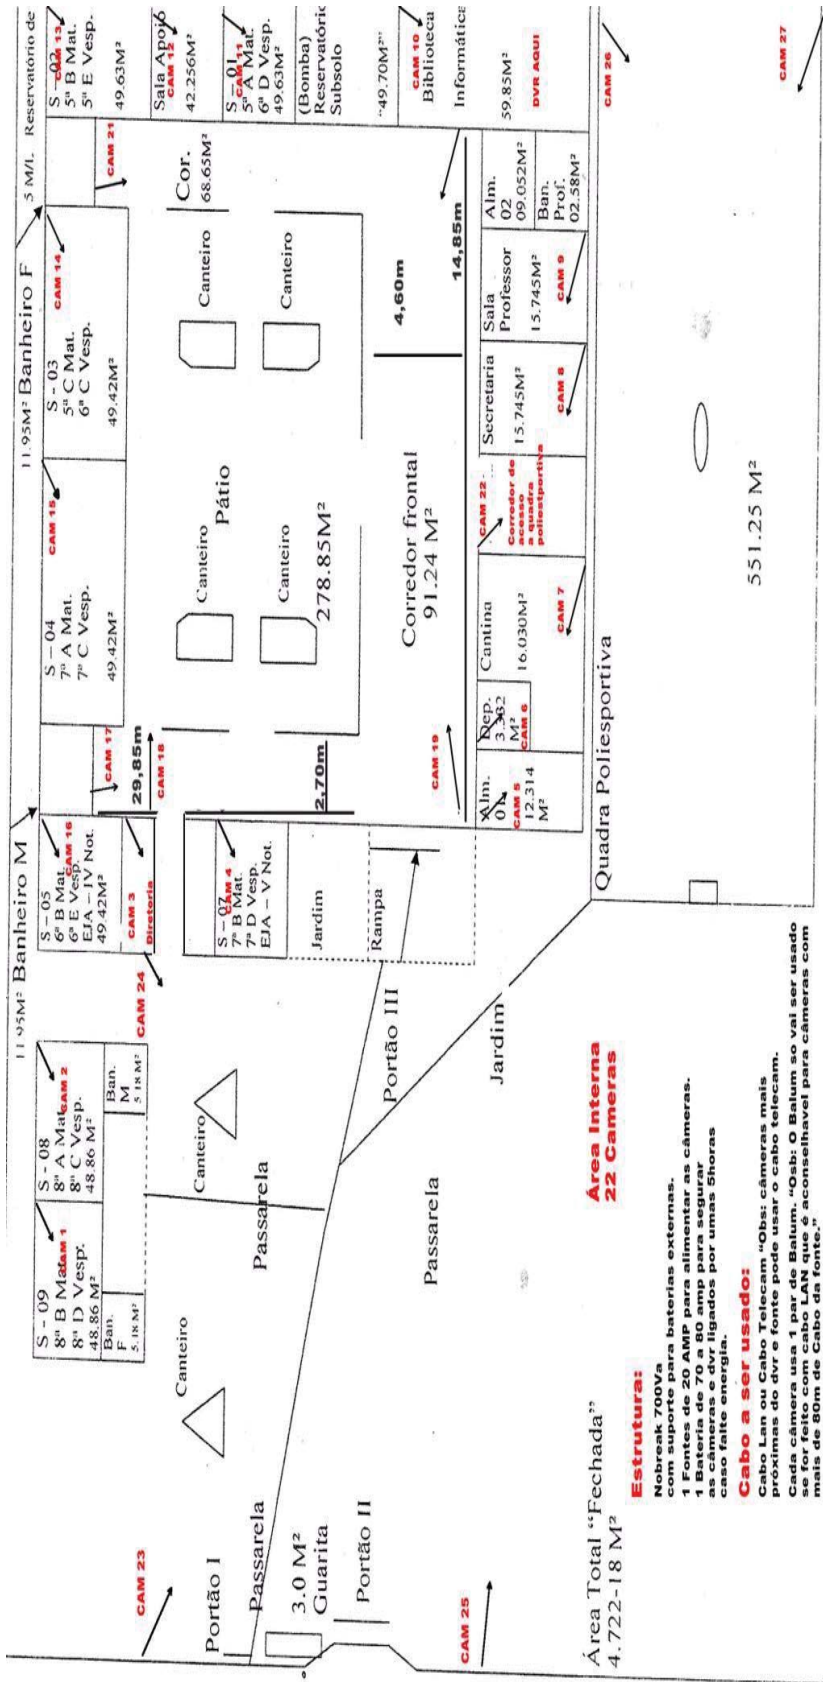 11.95M² Banheiro M
11.95M² Banheiro F
5 M/l. Reservatório de
S - 09
8ª B Mat.
CAM 1
8ª D Vesp.
48.86 M²
Ban.
F
5.18 M²
S - 08
8ª A Mat.
CAM 2
8ª C Vesp.
48.86 M²
Ban.
M
5.18 M²
CAM 24
S - 05
6ª B Mat.
CAM 16
6ª E Vesp.
EJA – IV Not.
49.42M²
CAM 3
Diretoria
CAM 17
29,85m
CAM 18
S – 04
7ª A Mat.
7ª C Vesp.
49.42M²
CAM 15
S - 03
5ª C Mat.
6ª C Vesp.
49.42M²
CAM 14
CAM 21
S – 02
CAM 13
5ª B Mat.
5ª E Vesp.
49.63M²
Sala Apoio
CAM 12
42.256M²
S – 01
CAM 11
5ª A Mat.
6ª D Vesp.
49.63M²
(Bomba)
Reservatório
Subsolo
"49.70M²"
CAM 10
Biblioteca
Informática
59.85M²
DVR AQUI
Cor.
68.65M²
Canteiro
Canteiro
Canteiro
Canteiro
Pátio
278.85M²
S – 07
CAM 4
7ª B Mat.
7ª D Vesp.
EJA – V Not.
2,70m
Jardim
Rampa
Corredor frontal
91.24 M²
4,60m
14,85m
CAM 19
Alm.
01
CAM 5
12.314
M²
Dep.
3.332
M²
CAM 6
Cantina
16.030M²
CAM 7
CAM 22
Corredor de
acesso
a quadra
poliestportiva
Secretaria
15.745M²
CAM 8
Sala
Professor
15.745M²
CAM 9
Alm.
02
09.052M²
Ban.
Prof.
02.58M²
CAM 26
CAM 27
Quadra Poliesportiva
551.25 M²
CAM 23
Canteiro
Canteiro
Passarela
Portão III
Jardim
Passarela
Portão I
Passarela
3.0 M²
Guarita
Portão II
CAM 25
Área Total “Fechada”
4.722-18 M²
Área Interna
22 Cameras
Estrutura:
Nobreak 700Va
com suporte para baterias externas.
1 Fontes de 20 AMP para alimentar as câmeras.
1 Bateria de 70 a 80 amp para segurar
as câmeras e dvr ligados por umas 5horas
caso falte energia.
Cabo a ser usado:
Cabo Lan ou Cabo Telecam "Obs: câmeras mais
próximas do dvr e fonte pode usar o cabo telecam.
Cada câmera usa 1 par de Balum. "Osb: O Balum so vai ser usado
se for feito com cabo LAN que é aconselhavel para câmeras com
mais de 80m de Cabo da fonte."